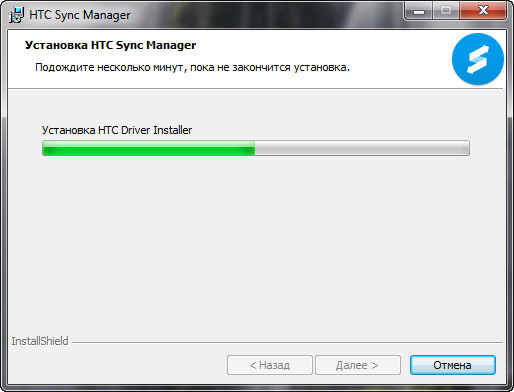 HTC Sync Manager
Установка HTC Sync Manager
Подождите несколько минут, пока не закончится установка.
Установка HTC Driver Installer
InstallShield
< Назад
Далее >
Отмена